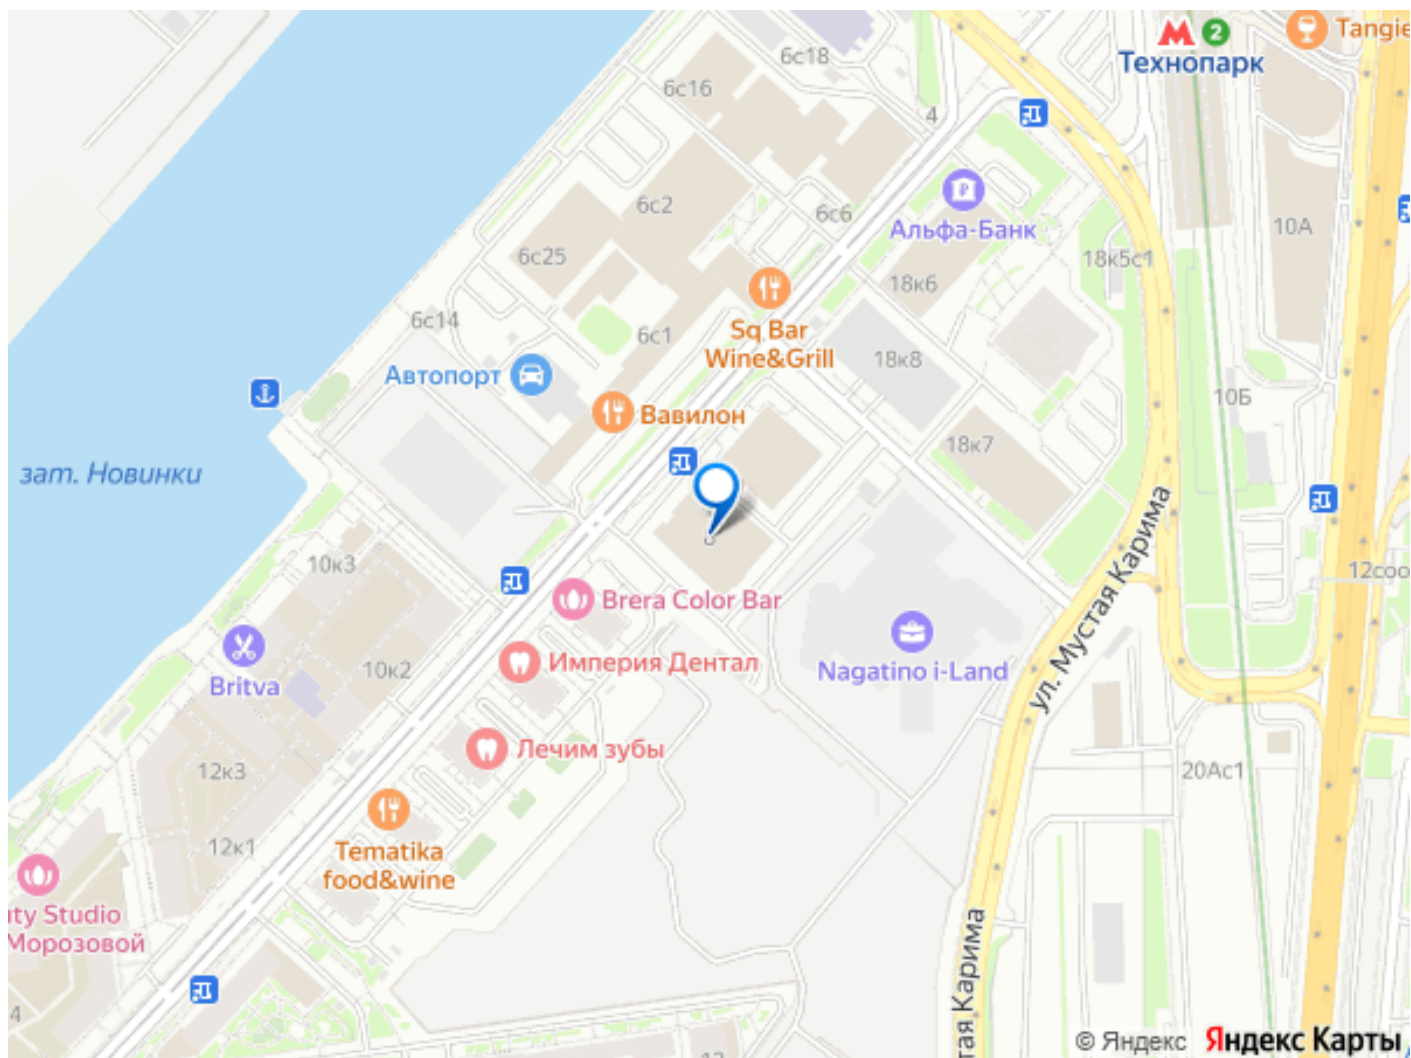 6с18
М 2
Tangie
Технопарк
6с16
4
6с2
6с6
Альфа-Банк
10А
6с25
18к5с1
18к6
6с14
6с1
Sq Bar
Wine&Grill
18к8
Автопорт
10Б
Вавилон
18к7
зат. Новинки
10к3
ул. Мустая Карима
12соо
Brera Color Bar
Империя Дентал
Nagatino i-Land
10к2
Britva
Лечим зубы
12к3
20Ас1
12к1
Tematika
food&wine
uty Studio
Морозовой
тая Карима
4
© Яндекс Яндекс Карты